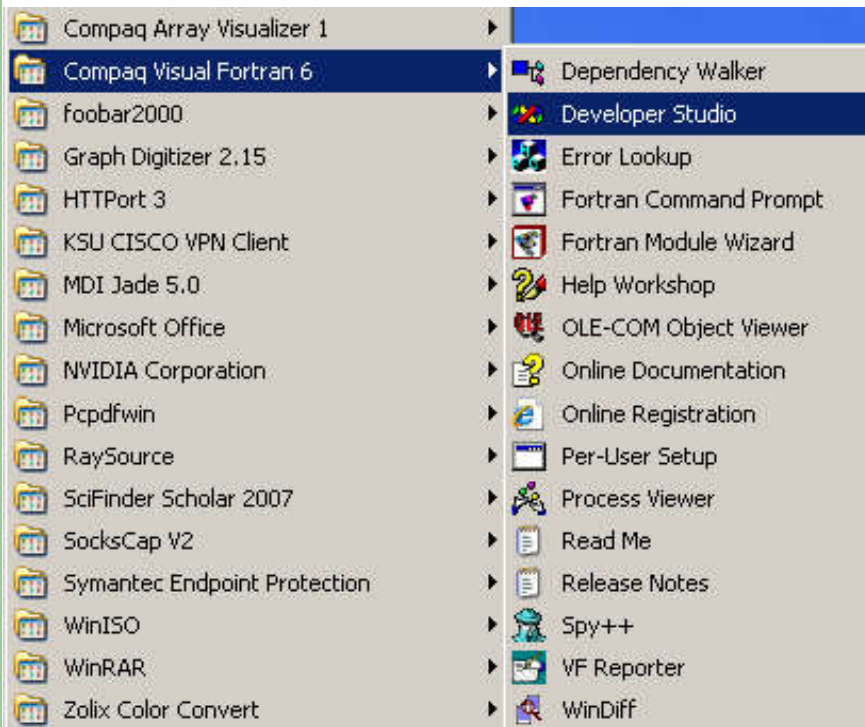 Compaq Array Visualizer 1
Compaq Visual Fortran 6
foobar2000
Graph Digitizer 2.15
HTTPort 3
KSU CISCO VPN Client
MDI Jade 5.0
Microsoft Office
NVIDIA Corporation
Pcpdfwin
RaySource
SciFinder Scholar 2007
SocksCap V2
Symantec Endpoint Protection
WinISO
WinRAR
Zolix Color Convert
Dependency Walker
Developer Studio
Error Lookup
Fortran Command Prompt
Fortran Module Wizard
Help Workshop
OLE-COM Object Viewer
Online Documentation
Online Registration
Per-User Setup
Process Viewer
Read Me
Release Notes
Spy++
VF Reporter
WinDiff